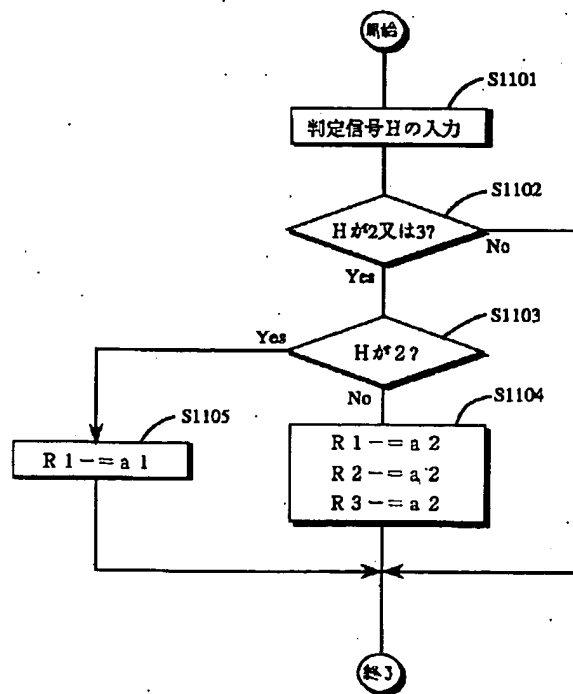 開始
S1101
判定信号Hの入力
S1102
Hが2又は3?
No
Yes
S1103
Yes
Hが2?
No
S1104
S1105
R1-=a1
R1-=a2
R2-=a2
R3-=a2
終了